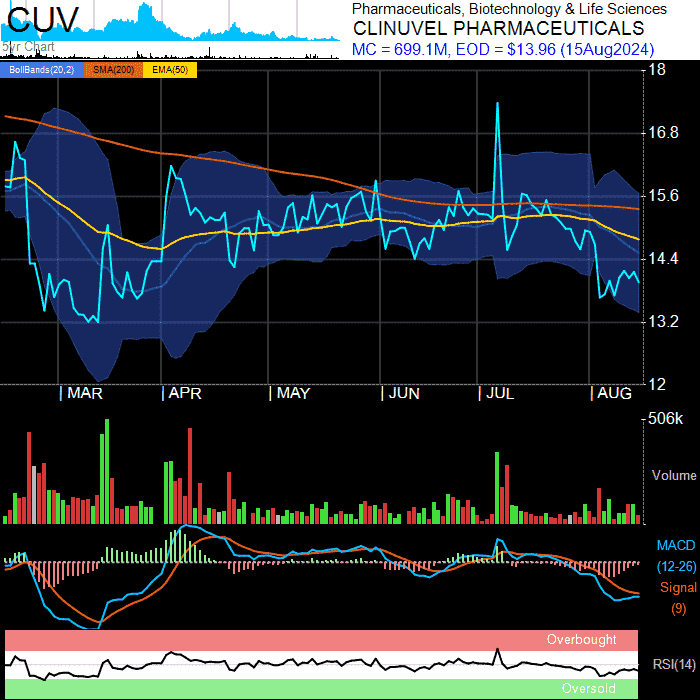 CUV
5yr Chart
Pharmaceuticals, Biotechnology & Life Sciences
CLINUVEL PHARMACEUTICALS
MC = 699.1M, EOD = $13.96 (15Aug2024)
BollBands(20,2) SMA(200) EMA(50)
18
16.8
15.6
14.4
13.2
12
MAR APR MAY JUN JUL AUG
506k
Volume
MACD
(12-26)
Signal
(9)
Overbought
RSI(14)
Oversold